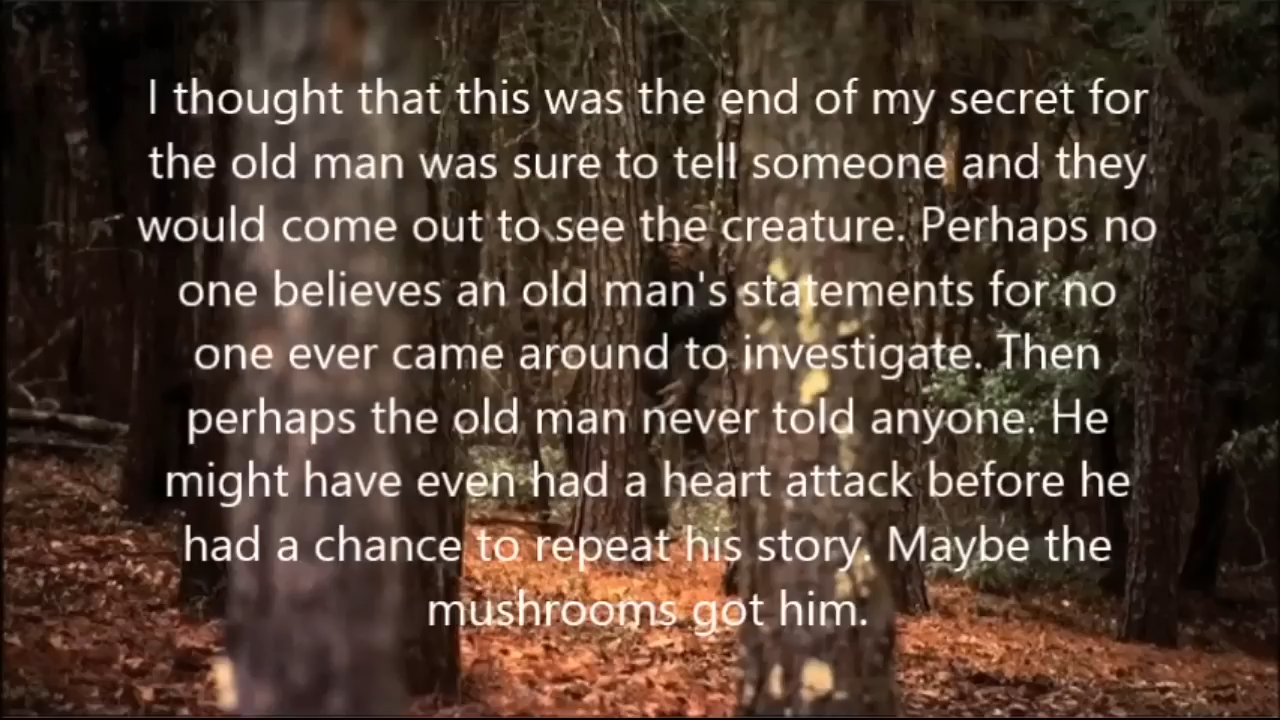 I thought that this was the end of my secret for
the old man was sure to tell someone and they
would come out to see the creature. Perhaps no
one believes an old man's statements for no
one ever came around to investigate. Then
perhaps the old man never told anyone. He
might have even had a heart attack before he
had a chance to repeat his story. Maybe the
mushrooms got him.